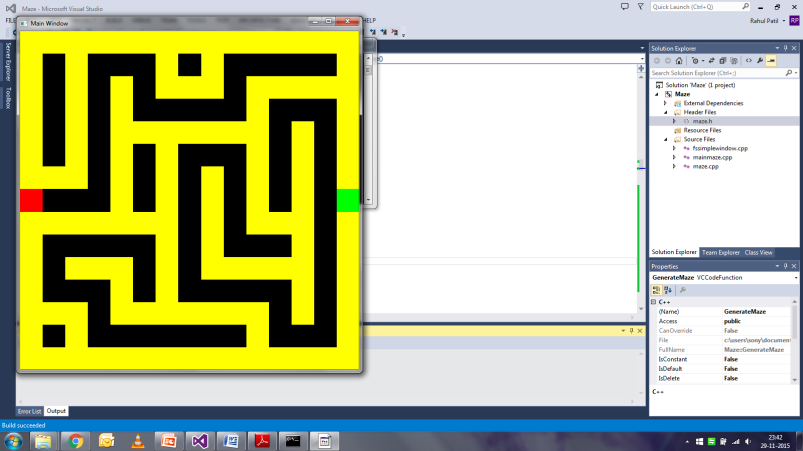 Maze - Microsoft Visual Studio
Quick Launch (Ctrl+Q)
Main Window
HELP
Rahul Patil
RP
Server Explorer
Toolbox
Solution Explorer
Search Solution Explorer (Ctrl+;)
Solution 'Maze' (1 project)
Maze
External Dependencies
Header Files
maze.h
Resource Files
Source Files
fssimplewindow.cpp
mainmaze.cpp
maze.cpp
Solution Explorer Team Explorer Class View
Properties
GenerateMaze VCCodeFunction
C++
(Name) GenerateMaze
Access public
CanOverride False
File c:\users\sony\document
FullName Maze::GenerateMaze
IsConstant False
IsDefault False
IsDelete False
C++
Error List Output
Build succeeded
23:42
29-11-2015